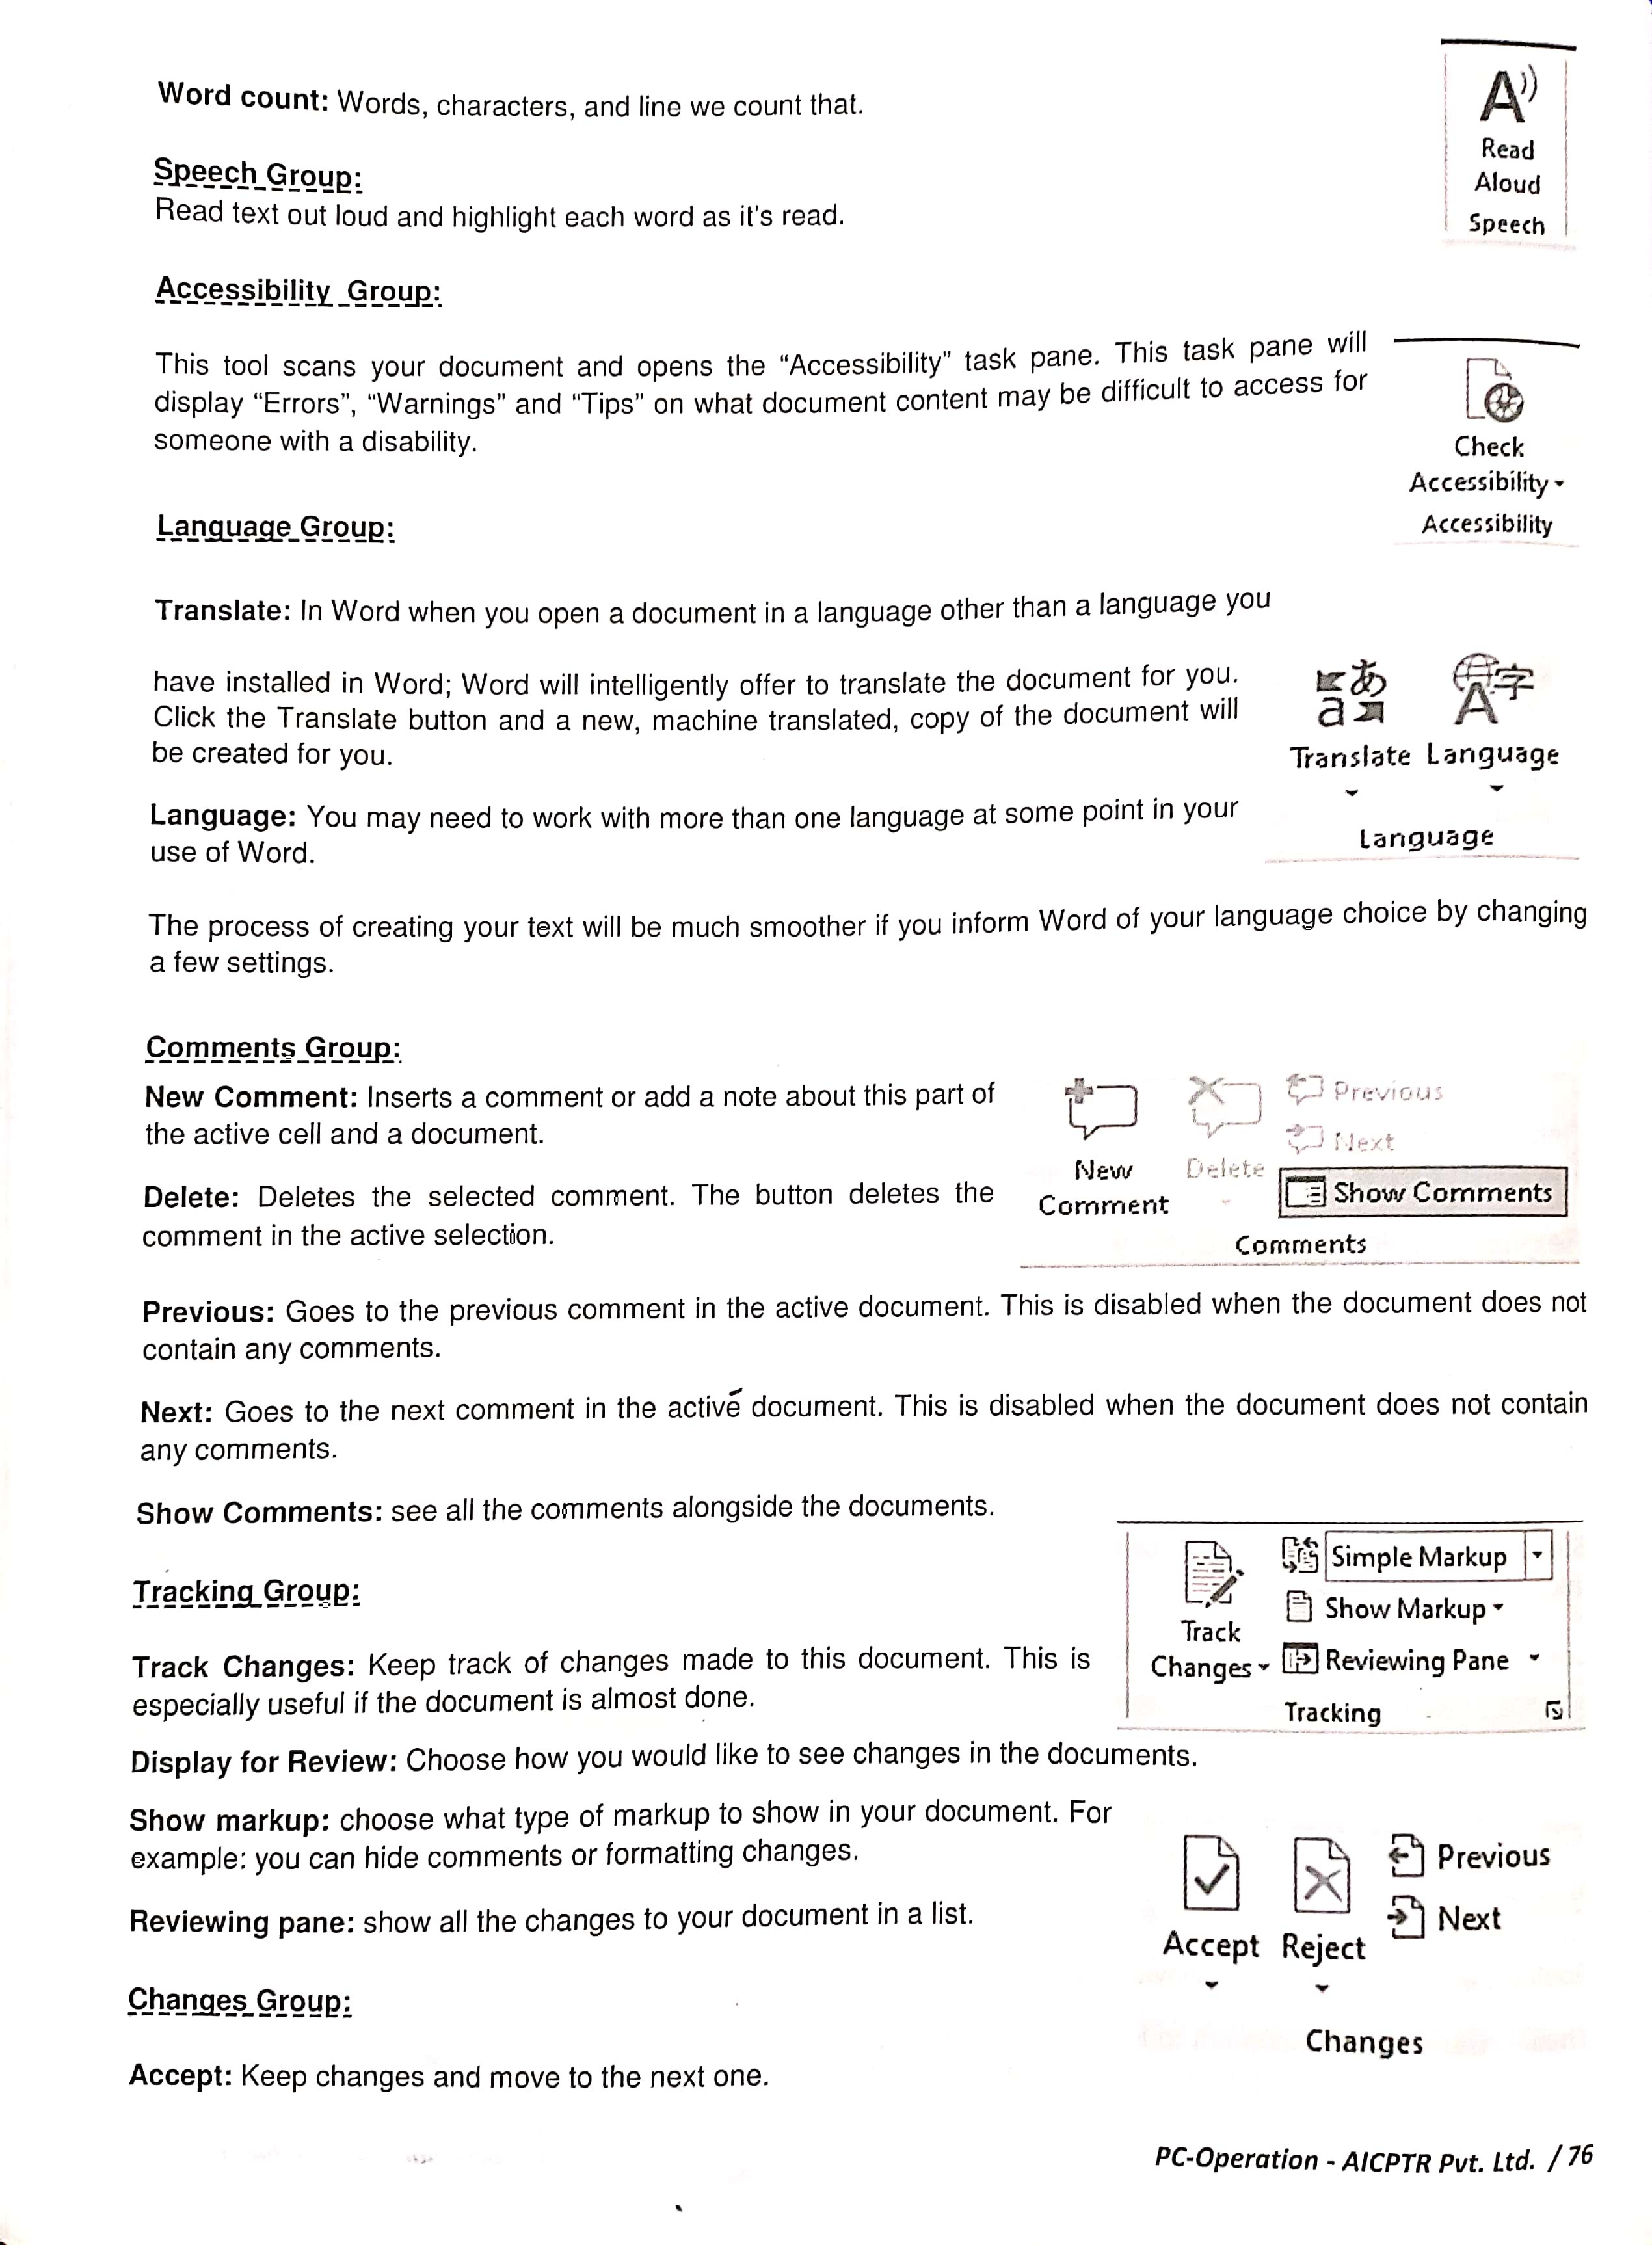 Word count: Words, characters, and line we count that.
A
Read
Aloud
Speech
Speech Group:
Read text out loud and highlight each word as it's read.
Accessibility Group:
This tool scans your document and opens the “Accessibility” task pane. This task pane will
display “Errors”, “Warnings” and “Tips” on what document content may be difficult to access for
someone with a disability.
Check
Accessibility
Accessibility
Language Group:
Translate: In Word when you open a document in a language other than a language you
have installed in Word; Word will intelligently offer to translate the document for you.
Click the Translate button and a new, machine translated, copy of the document will
be created for you.
あ
a
A字
Translate Language
Language
Language: You may need to work with more than one language at some point in your
use of Word.
The process of creating your text will be much smoother if you inform Word of your language choice by changing
a few settings.
Comments Group:
New Comment: Inserts a comment or add a note about this part of
the active cell and a document.
Delete: Deletes the selected comment. The button deletes the
comment in the active selection.
New
Comment
Delete
Previous
Next
Show Comments
Comments
Previous: Goes to the previous comment in the active document. This is disabled when the document does not
contain any comments.
Next: Goes to the next comment in the active document. This is disabled when the document does not contain
any comments.
Show Comments: see all the comments alongside the documents.
Tracking Group:
Track Changes: Keep track of changes made to this document. This is
especially useful if the document is almost done.
Track
Changes
Simple Markup
Show Markup
Reviewing Pane
Tracking
Display for Review: Choose how you would like to see changes in the documents.
Show markup: choose what type of markup to show in your document. For
example: you can hide comments or formatting changes.
Reviewing pane: show all the changes to your document in a list.
Accept
Reject
Previous
Next
Changes
Changes Group:
Accept: Keep changes and move to the next one.
PC-Operation - AICPTR Pvt. Ltd. / 76